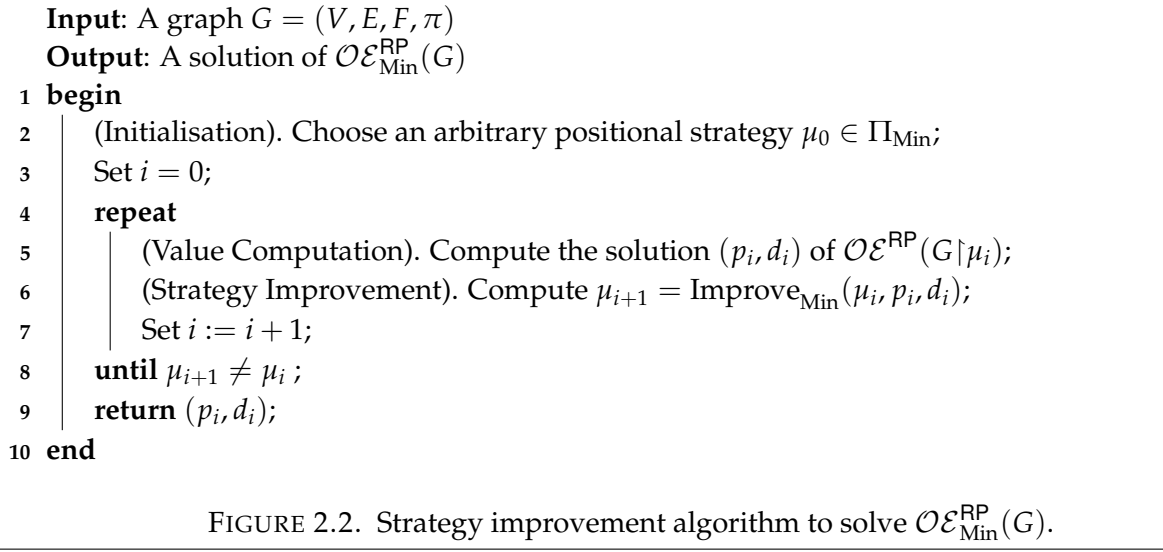 Input: A graph G = (V, E, F, π)
Output: A solution of 𝒪ℰ^RP_Min(G)
1 begin
2 (Initialisation). Choose an arbitrary positional strategy μ₀ ∈ Π_Min;
3 Set i = 0;
4 repeat
5 (Value Computation). Compute the solution (p_i, d_i) of 𝒪ℰ^RP(G↾μ_i);
6 (Strategy Improvement). Compute μ_{i+1} = Improve_Min(μ_i, p_i, d_i);
7 Set i := i + 1;
8 until μ_{i+1} ≠ μ_i ;
9 return (p_i, d_i);
10 end
FIGURE 2.2. Strategy improvement algorithm to solve 𝒪ℰ^RP_Min(G).